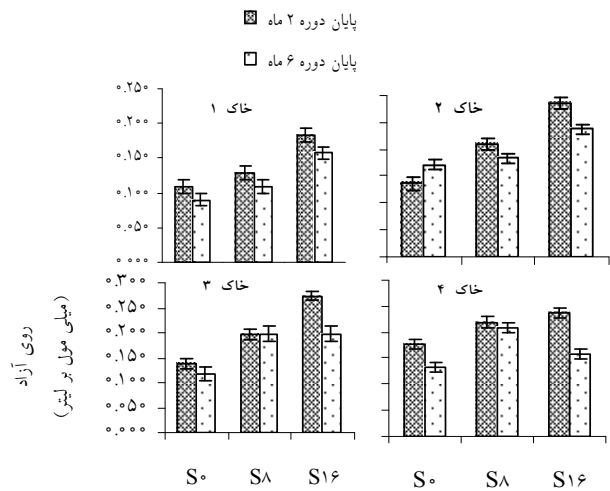 پایان دوره ۲ ماه
پایان دوره ۶ ماه
خاک ۱
خاک ۲
۰.۲۵۰
۰.۲۰۰
۰.۱۵۰
۰.۱۰۰
۰.۰۵۰
۰.۰۰۰
خاک ۳
خاک ۴
۰.۳۰۰
۰.۲۵۰
۰.۲۰۰
۰.۱۵۰
۰.۱۰۰
۰.۰۵۰
۰.۰۰۰
روی آزاد
(میلی مول بر لیتر)
S۰ S۸ S۱۶ S۰ S۸ S۱۶